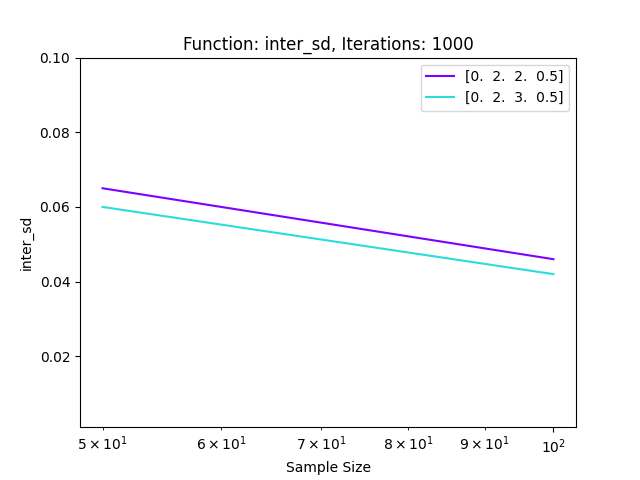 Function: inter_sd, Iterations: 1000
[0. 2. 2. 0.5]
[0. 2. 3. 0.5]
0.10
0.08
0.06
0.04
0.02
inter_sd
5 × 10¹
6 × 10¹
7 × 10¹
8 × 10¹
9 × 10¹
10²
Sample Size